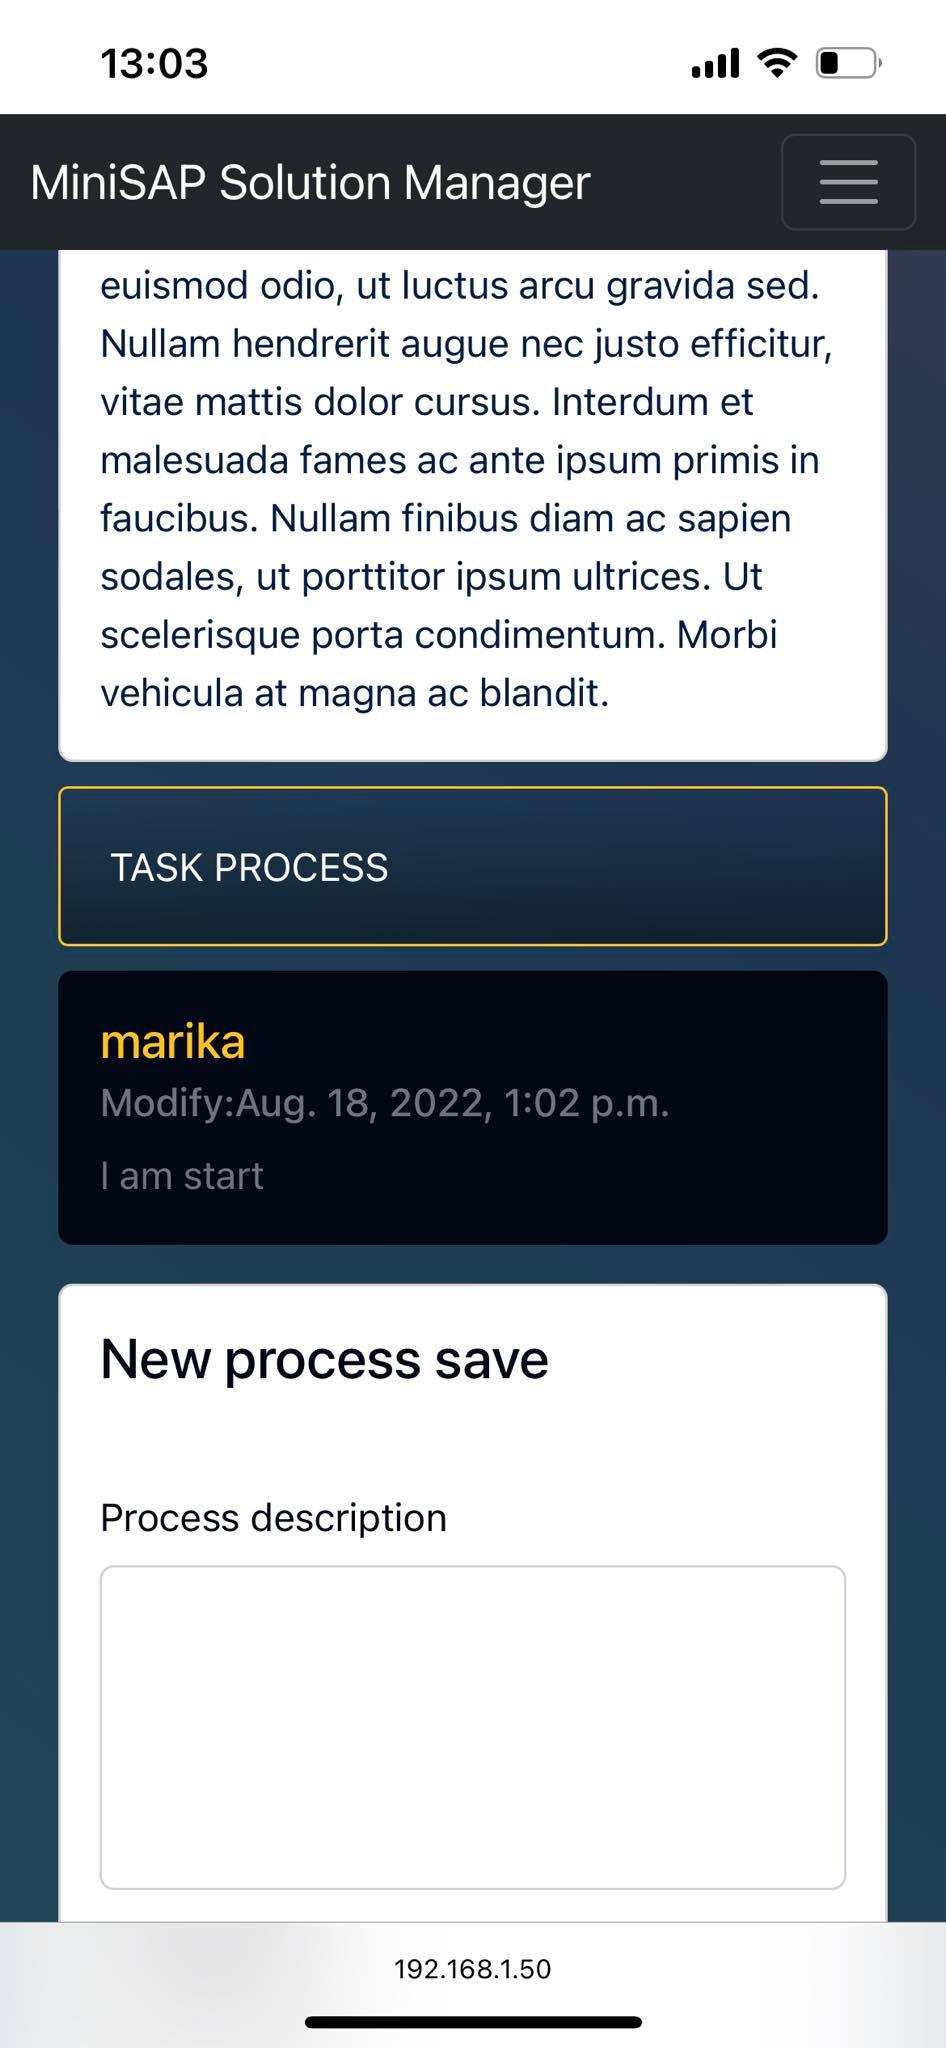 13:03
MiniSAP Solution Manager
euismod odio, ut luctus arcu gravida sed.
Nullam hendrerit augue nec justo efficitur,
vitae mattis dolor cursus. Interdum et
malesuada fames ac ante ipsum primis in
faucibus. Nullam finibus diam ac sapien
sodales, ut porttitor ipsum ultrices. Ut
scelerisque porta condimentum. Morbi
vehicula at magna ac blandit.
TASK PROCESS
marika
Modify:Aug. 18, 2022, 1:02 p.m.
I am start
New process save
Process description
192.168.1.50